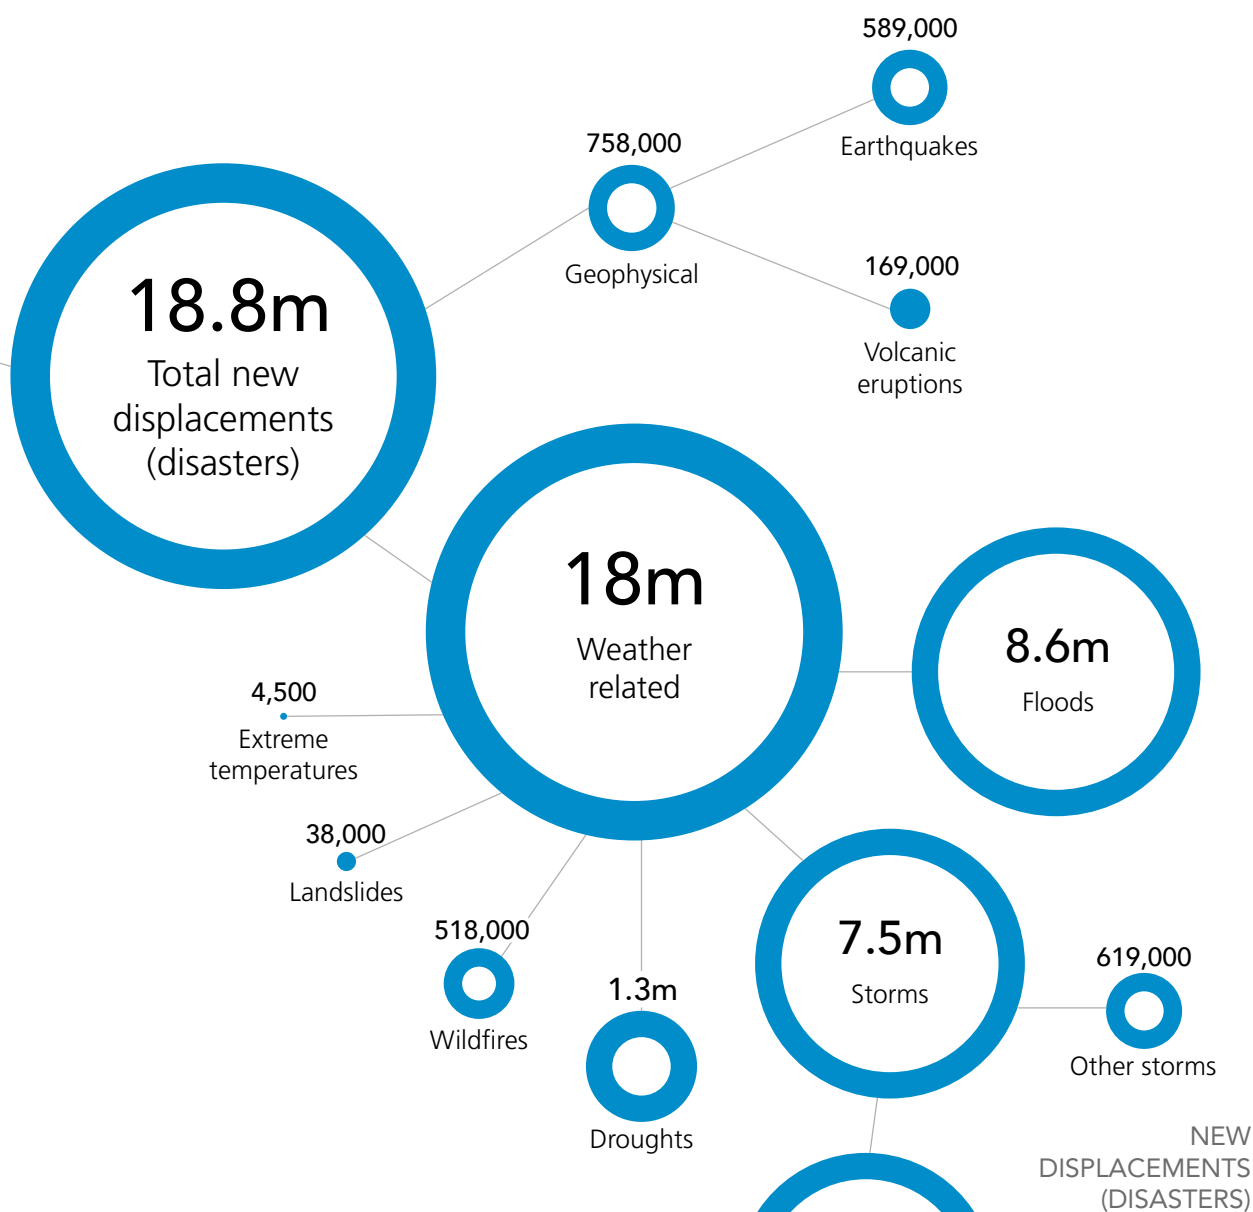 589,000
Earthquakes
758,000
Geophysical
169,000
Volcanic
eruptions
18.8m
Total new
displacements
(disasters)
18m
Weather
related
8.6m
Floods
4,500
Extreme
temperatures
38,000
Landslides
518,000
Wildfires
1.3m
Droughts
7.5m
Storms
619,000
Other storms
NEW
DISPLACEMENTS
(DISASTERS)